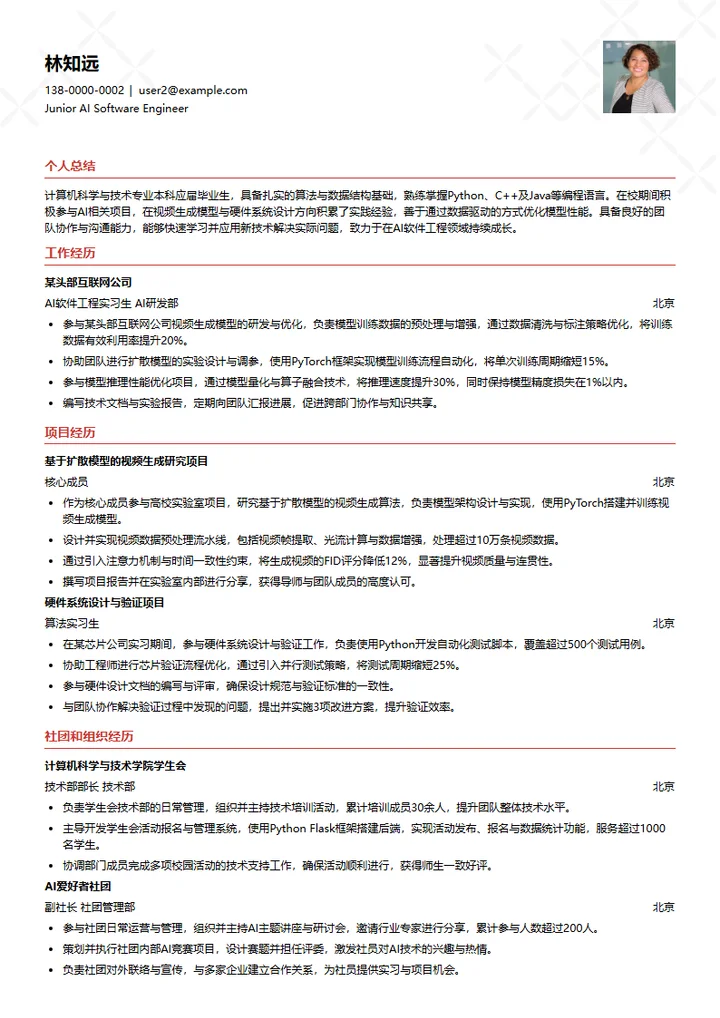 林知远
138-0000-0002 | user2@example.com
Junior AI Software Engineer
个人总结
计算机科学与技术专业本科应届毕业生，具备扎实的算法与数据结构基础，熟练掌握Python、C++及Java等编程语言。在校期间积
极参与AI相关项目，在视频生成模型与硬件系统设计方向积累了实践经验，善于通过数据驱动的方式优化模型性能。具备良好的团
队协作与沟通能力，能够快速学习并应用新技术解决实际问题，致力于在AI软件工程领域持续成长。
工作经历
某头部互联网公司
AI软件工程实习生 AI研发部 北京
• 参与某头部互联网公司视频生成模型的研发与优化，负责模型训练数据的预处理与增强，通过数据清洗与标注策略优化，将训练
数据有效利用率提升20%。
• 协助团队进行扩散模型的实验设计与调参，使用PyTorch框架实现模型训练流程自动化，将单次训练周期缩短15%。
• 参与模型推理性能优化项目，通过模型量化与算子融合技术，将推理速度提升30%，同时保持模型精度损失在1%以内。
• 编写技术文档与实验报告，定期向团队汇报进展，促进跨部门协作与知识共享。
项目经历
基于扩散模型的视频生成研究项目
核心成员 北京
• 作为核心成员参与高校实验室项目，研究基于扩散模型的视频生成算法，负责模型架构设计与实现，使用PyTorch搭建并训练视
频生成模型。
• 设计并实现视频数据预处理流水线，包括视频帧提取、光流计算与数据增强，处理超过10万条视频数据。
• 通过引入注意力机制与时间一致性约束，将生成视频的FID评分降低12%，显著提升视频质量与连贯性。
• 撰写项目报告并在实验室内部进行分享，获得导师与团队成员的高度认可。
硬件系统设计与验证项目
算法实习生 北京
• 在某芯片公司实习期间，参与硬件系统设计与验证工作，负责使用Python开发自动化测试脚本，覆盖超过500个测试用例。
• 协助工程师进行芯片验证流程优化，通过引入并行测试策略，将测试周期缩短25%。
• 参与硬件设计文档的编写与评审，确保设计规范与验证标准的一致性。
• 与团队协作解决验证过程中发现的问题，提出并实施3项改进方案，提升验证效率。
社团和组织经历
计算机科学与技术学院学生会
技术部部长 技术部 北京
• 负责学生会技术部的日常管理，组织并主持技术培训活动，累计培训成员30余人，提升团队整体技术水平。
• 主导开发学生会活动报名与管理系统，使用Python Flask框架搭建后端，实现活动发布、报名与数据统计功能，服务超过1000
名学生。
• 协调部门成员完成多项校园活动的技术支持工作，确保活动顺利进行，获得师生一致好评。
AI爱好者社团
副社长 社团管理部 北京
• 参与社团日常运营与管理，组织并主持AI主题讲座与研讨会，邀请行业专家进行分享，累计参与人数超过200人。
• 策划并执行社团内部AI竞赛项目，设计赛题并担任评委，激发社员对AI技术的兴趣与热情。
• 负责社团对外联络与宣传，与多家企业建立合作关系，为社员提供实习与项目机会。